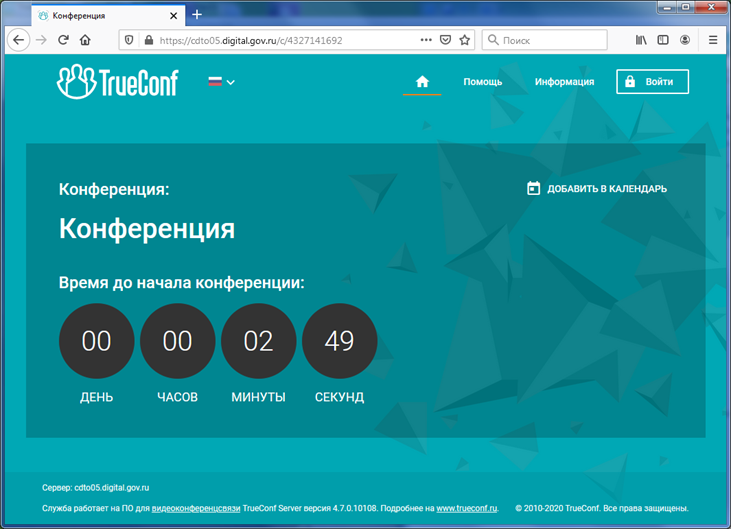 Конференция
https://cdto05.digital.gov.ru/c/4327141692
Поиск
TrueConf
Помощь
Информация
Войти
Конференция:
ДОБАВИТЬ В КАЛЕНДАРЬ
Конференция
Время до начала конференции:
00 00 02 49
ДЕНЬ ЧАСОВ МИНУТЫ СЕКУНД
Сервер: cdto05.digital.gov.ru
Служба работает на ПО для видеоконференцсвязи TrueConf Server версия 4.7.0.10108. Подробнее на www.trueconf.ru. © 2010-2020 TrueConf. Все права защищены.